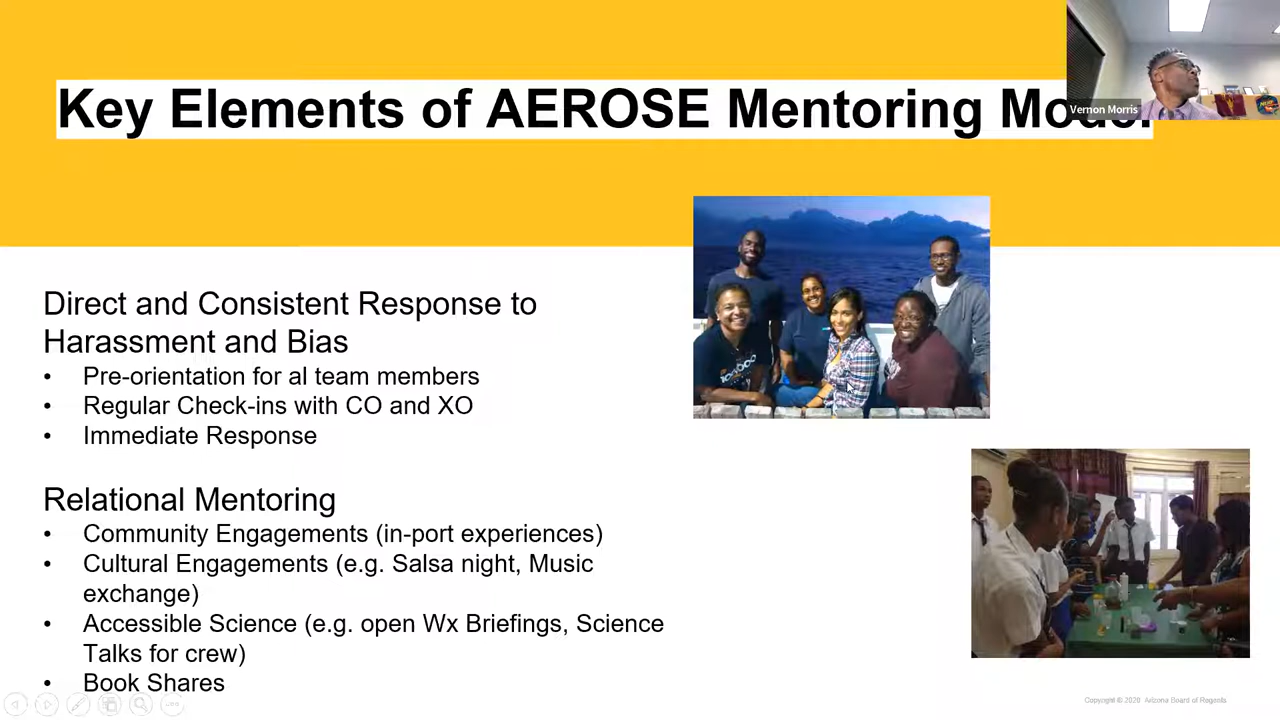 Key Elements of AEROSE Mentoring Model
Vernon Morris
Direct and Consistent Response to
Harassment and Bias
• Pre-orientation for al team members
• Regular Check-ins with CO and XO
• Immediate Response
Relational Mentoring
• Community Engagements (in-port experiences)
• Cultural Engagements (e.g. Salsa night, Music
exchange)
• Accessible Science (e.g. open Wx Briefings, Science
Talks for crew)
• Book Shares
Copyright © 2020 Arizona Board of Regents